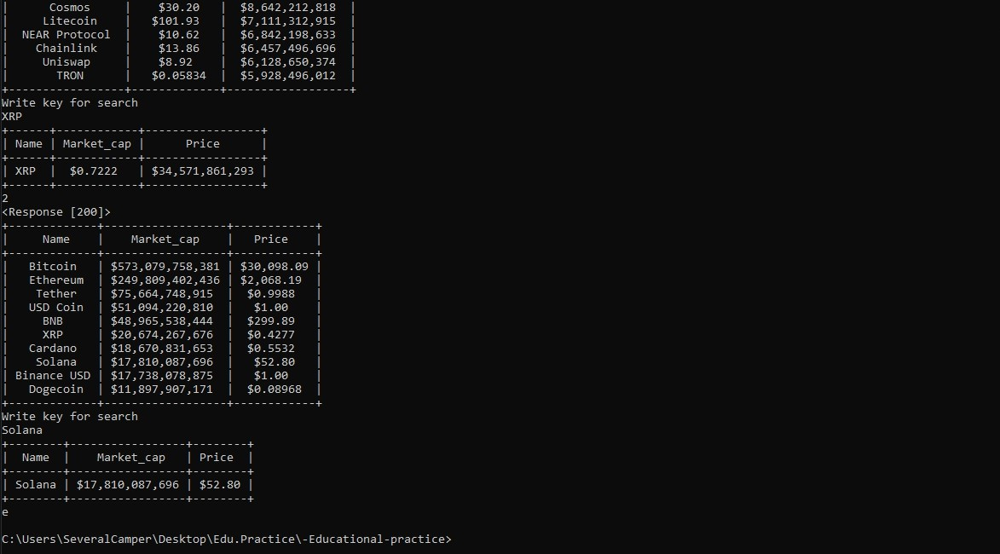 |      Cosmos     |    $30.20   |  $8,642,212,818  |
|     Litecoin    |   $101.93   |  $7,111,312,915  |
|  NEAR Protocol  |    $10.62   |  $6,842,198,633  |
|    Chainlink    |    $13.86   |  $6,457,496,696  |
|     Uniswap     |    $8.92    |  $6,128,650,374  |
|       TRON      |   $0.05834  |  $5,928,496,012  |
+-----------------+-------------+------------------+
Write key for search
XRP
+------+------------+-----------------+
| Name | Market_cap |      Price      |
+------+------------+-----------------+
| XRP  |  $0.7222   | $34,571,861,293 |
+------+------------+-----------------+
2
<Response [200]>
+-------------+------------------+------------+
|     Name    |    Market_cap    |   Price    |
+-------------+------------------+------------+
|   Bitcoin   | $573,079,758,381 | $30,098.09 |
|   Ethereum  | $249,809,402,436 | $2,068.19  |
|    Tether   | $75,664,748,915  |  $0.9988   |
|   USD Coin  | $51,094,220,810  |   $1.00    |
|     BNB     | $48,965,538,444  |  $299.89   |
|     XRP     | $20,674,267,676  |  $0.4277   |
|   Cardano   | $18,670,831,653  |  $0.5532   |
|    Solana   | $17,810,087,696  |   $52.80   |
| Binance USD | $17,738,078,875  |   $1.00    |
|   Dogecoin  | $11,897,907,171  |  $0.08968  |
+-------------+------------------+------------+
Write key for search
Solana
+--------+-----------------+--------+
|  Name  |    Market_cap   | Price  |
+--------+-----------------+--------+
| Solana | $17,810,087,696 | $52.80 |
+--------+-----------------+--------+
e
C:\Users\SeveralCamper\Desktop\Edu.Practice\-Educational-practice>